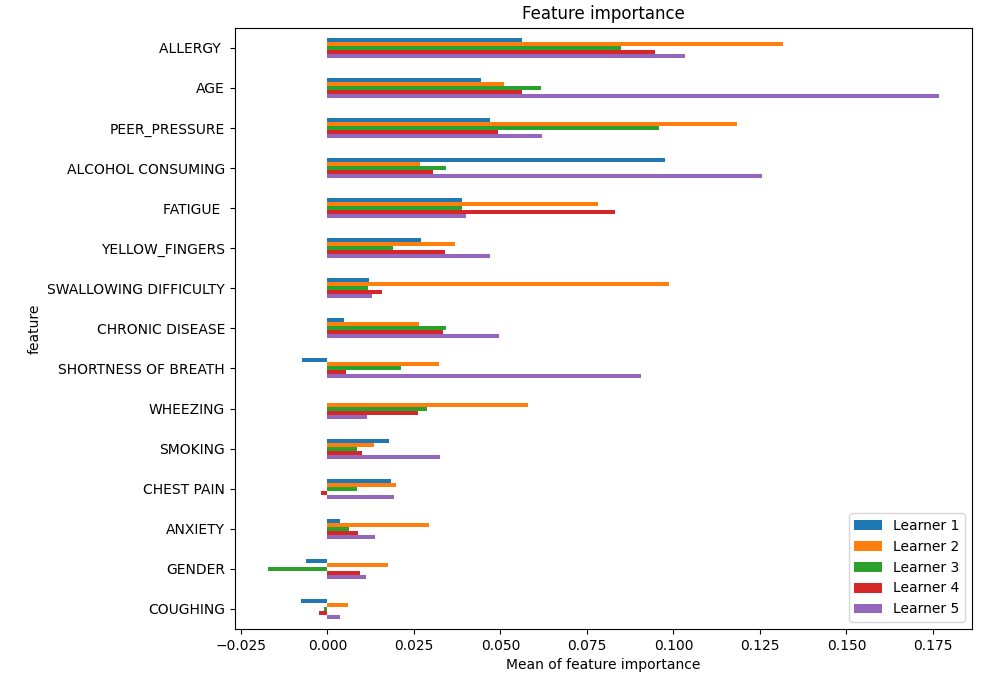 Feature importance
ALLERGY
AGE
PEER_PRESSURE
ALCOHOL CONSUMING
FATIGUE
YELLOW_FINGERS
SWALLOWING DIFFICULTY
CHRONIC DISEASE
SHORTNESS OF BREATH
WHEEZING
SMOKING
CHEST PAIN
ANXIETY
GENDER
COUGHING
feature
Learner 1
Learner 2
Learner 3
Learner 4
Learner 5
−0.025 0.000 0.025 0.050 0.075 0.100 0.125 0.150 0.175
Mean of feature importance